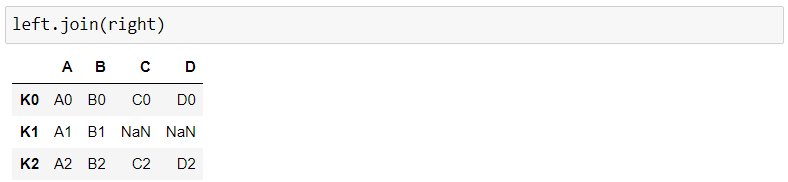 left.join(right)
A B C D
K0 A0 B0 C0 D0
K1 A1 B1 NaN NaN
K2 A2 B2 C2 D2